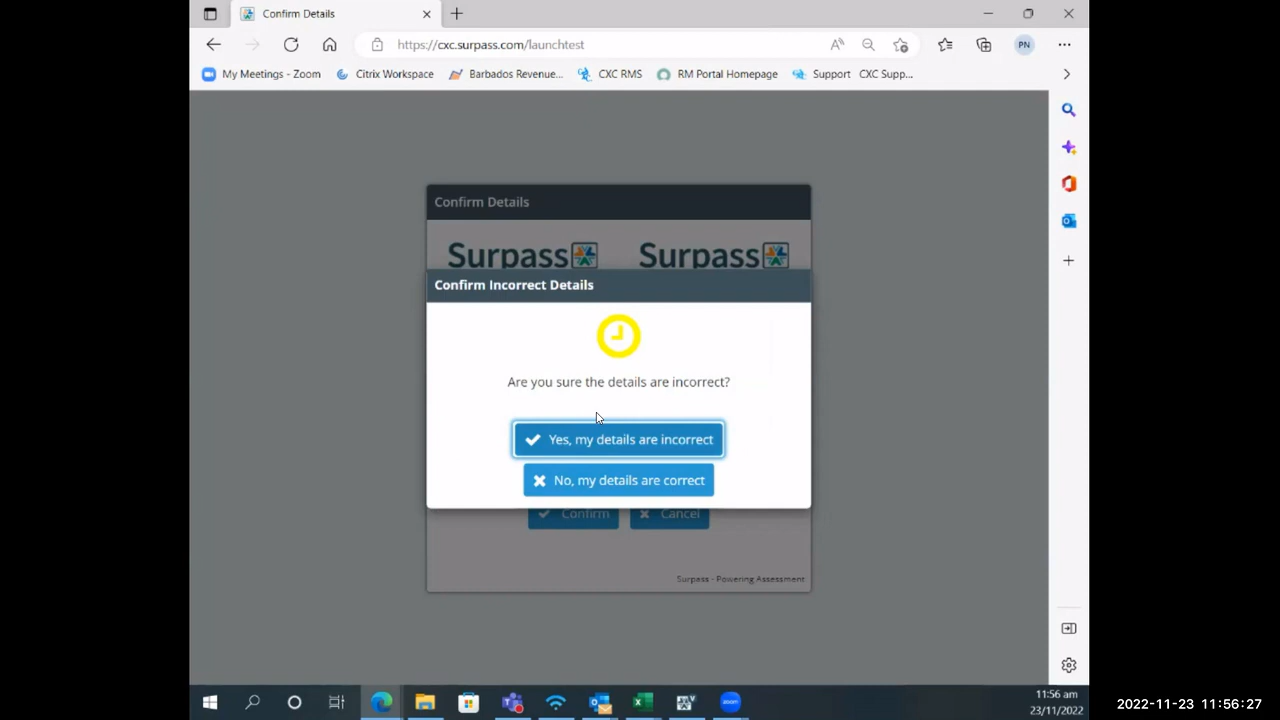 Confirm Details
https://cxc.surpass.com/launchtest
PN
My Meetings - Zoom
Citrix Workspace
Barbados Revenue...
CXC RMS
RM Portal Homepage
Support
CXC Supp...
Confirm Details
Surpass
Surpass
Confirm Incorrect Details
Are you sure the details are incorrect?
Yes, my details are incorrect
No, my details are correct
Confirm
Cancel
Surpass - Powering Assessment
zoom
11:56 am
23/11/2022
2022-11-23 11:56:27